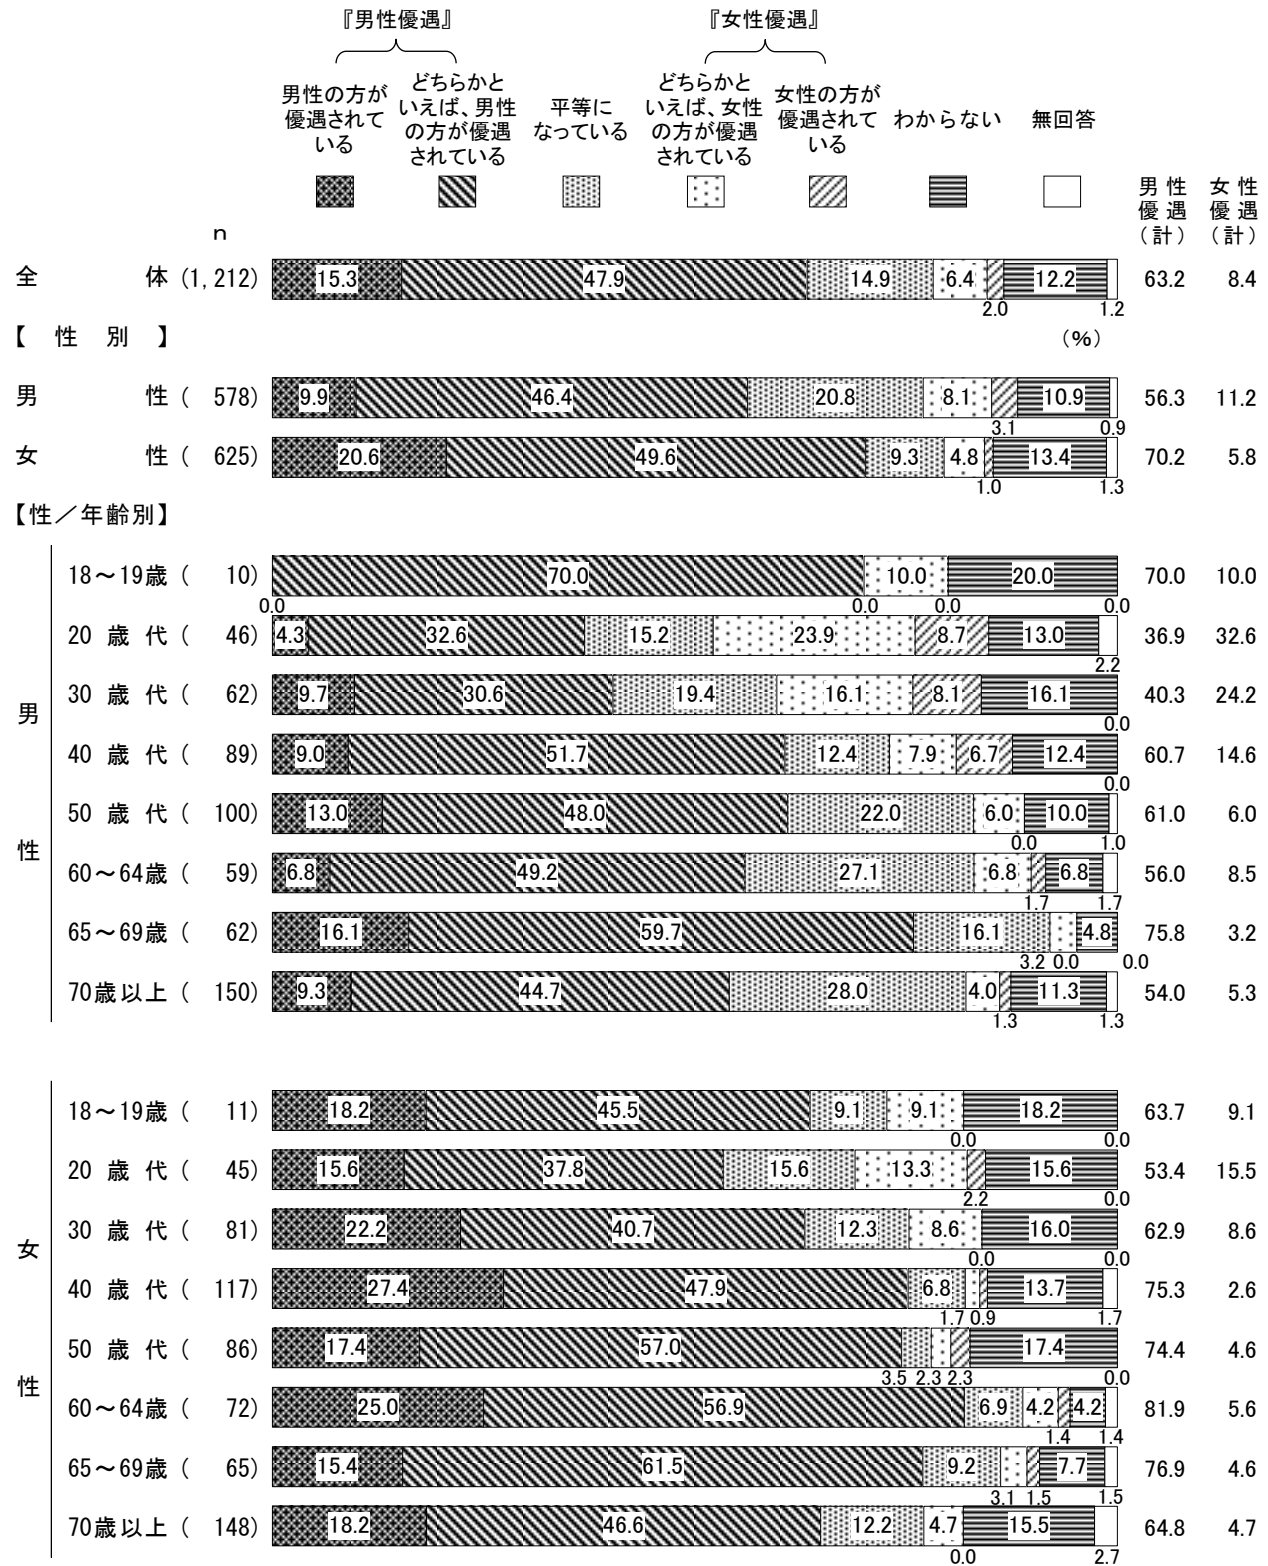 『男性優遇』 『女性優遇』
男性の方が優遇されている
どちらかといえば、男性の方が優遇されている
平等になっている
どちらかといえば、女性の方が優遇されている
女性の方が優遇されている
わからない
無回答
男性優遇(計) 女性優遇(計)
n
全体 (1,212) 15.3 47.9 14.9 6.4 2.0 12.2 1.2 63.2 8.4
【性別】 (%)
男性 ( 578) 9.9 46.4 20.8 8.1 3.1 10.9 0.9 56.3 11.2
女性 ( 625) 20.6 49.6 9.3 4.8 1.0 13.4 1.3 70.2 5.8
【性/年齢別】
男性
18~19歳 ( 10) 0.0 70.0 0.0 10.0 0.0 20.0 0.0 70.0 10.0
20歳代 ( 46) 4.3 32.6 15.2 23.9 8.7 13.0 2.2 36.9 32.6
30歳代 ( 62) 9.7 30.6 19.4 16.1 8.1 16.1 0.0 40.3 24.2
40歳代 ( 89) 9.0 51.7 12.4 7.9 6.7 12.4 0.0 60.7 14.6
50歳代 ( 100) 13.0 48.0 22.0 6.0 0.0 10.0 1.0 61.0 6.0
60~64歳 ( 59) 6.8 49.2 27.1 6.8 1.7 6.8 1.7 56.0 8.5
65~69歳 ( 62) 16.1 59.7 16.1 3.2 0.0 4.8 0.0 75.8 3.2
70歳以上 ( 150) 9.3 44.7 28.0 4.0 1.3 11.3 1.3 54.0 5.3
女性
18~19歳 ( 11) 18.2 45.5 9.1 9.1 0.0 18.2 0.0 63.7 9.1
20歳代 ( 45) 15.6 37.8 15.6 13.3 2.2 15.6 0.0 53.4 15.5
30歳代 ( 81) 22.2 40.7 12.3 8.6 0.0 16.0 0.0 62.9 8.6
40歳代 ( 117) 27.4 47.9 6.8 1.7 0.9 13.7 1.7 75.3 2.6
50歳代 ( 86) 17.4 57.0 3.5 2.3 2.3 17.4 0.0 74.4 4.6
60~64歳 ( 72) 25.0 56.9 6.9 4.2 1.4 4.2 1.4 81.9 5.6
65~69歳 ( 65) 15.4 61.5 9.2 3.1 1.5 7.7 1.5 76.9 4.6
70歳以上 ( 148) 18.2 46.6 12.2 4.7 0.0 15.5 2.7 64.8 4.7